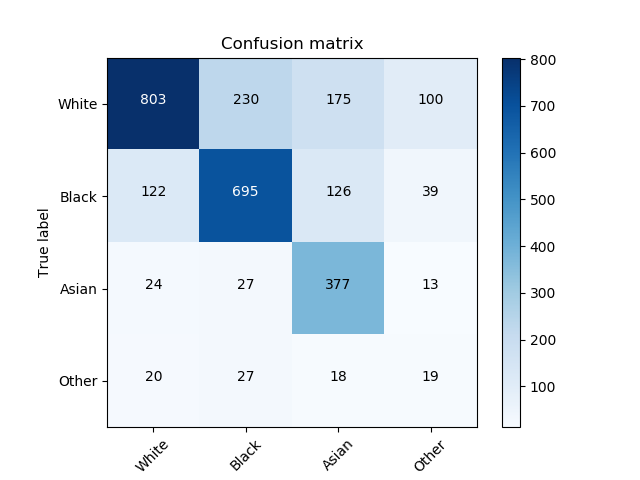 Confusion matrix
White 803 230 175 100
Black 122 695 126 39
Asian 24 27 377 13
Other 20 27 18 19
White Black Asian Other
True label
800
700
600
500
400
300
200
100